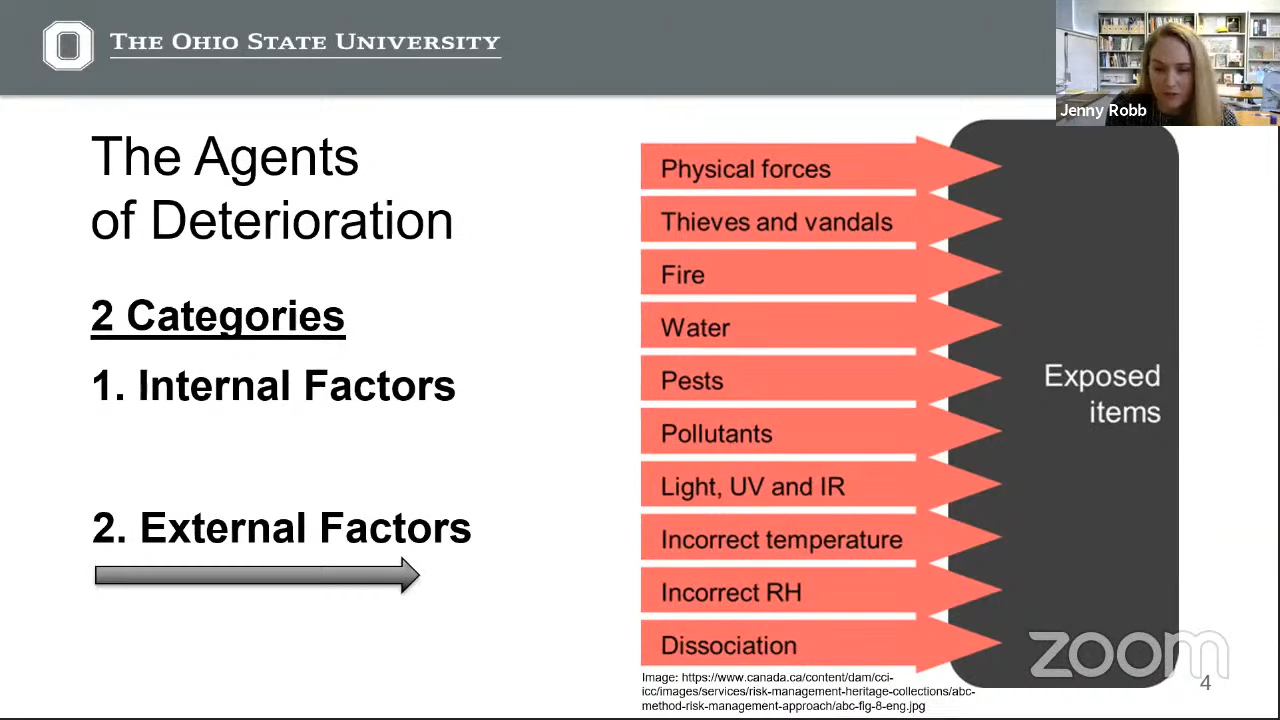 THE OHIO STATE UNIVERSITY
Jenny Robb
The Agents
of Deterioration
2 Categories
1. Internal Factors
2. External Factors
Physical forces
Thieves and vandals
Fire
Water
Pests
Pollutants
Light, UV and IR
Incorrect temperature
Incorrect RH
Dissociation
Exposed
items
Image: https://www.canada.ca/content/dam/cci-
icc/images/services/risk-management-heritage-collections/abc-
method-risk-management-approach/abc-fig-8-eng.jpg
zoom
4